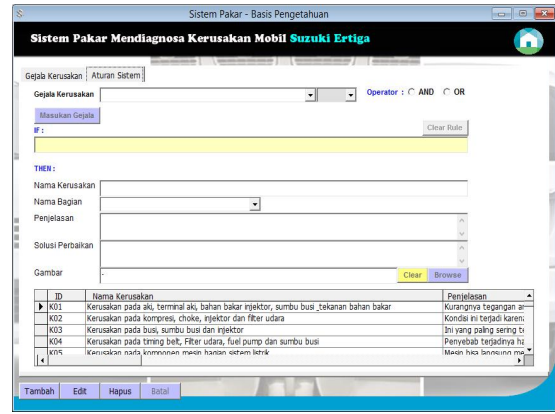 Sistem Pakar - Basis Pengetahuan
Sistem Pakar Mendiagnosa Kerusakan Mobil Suzuki Ertiga
Gejala Kerusakan Aturan Sistem
Gejala Kerusakan Operator : AND OR
Masukan Gejala
IF : Clear Rule
THEN :
Nama Kerusakan
Nama Bagian
Penjelasan
Solusi Perbaikan
Gambar - Clear Browse
ID Nama Kerusakan Penjelasan
K01 Kerusakan pada aki, terminal aki, bahan bakar injektor, sumbu busi ,tekanan bahan bakar Kurangnya tegangan
K02 Kerusakan pada kompresi, choke, injektor dan filter udara Kondisi ini terjadi
K03 Kerusakan pada busi, sumbu busi dan injektor Ini yang paling sering
K04 Kerusakan pada timing belt, Filter udara, fuel pump dan sumbu busi Penyebab terjadinya
K05 Kerusakan pada komponen mesin bagian sistem listrik Mesin bisa langsung
Tambah Edit Hapus Batal